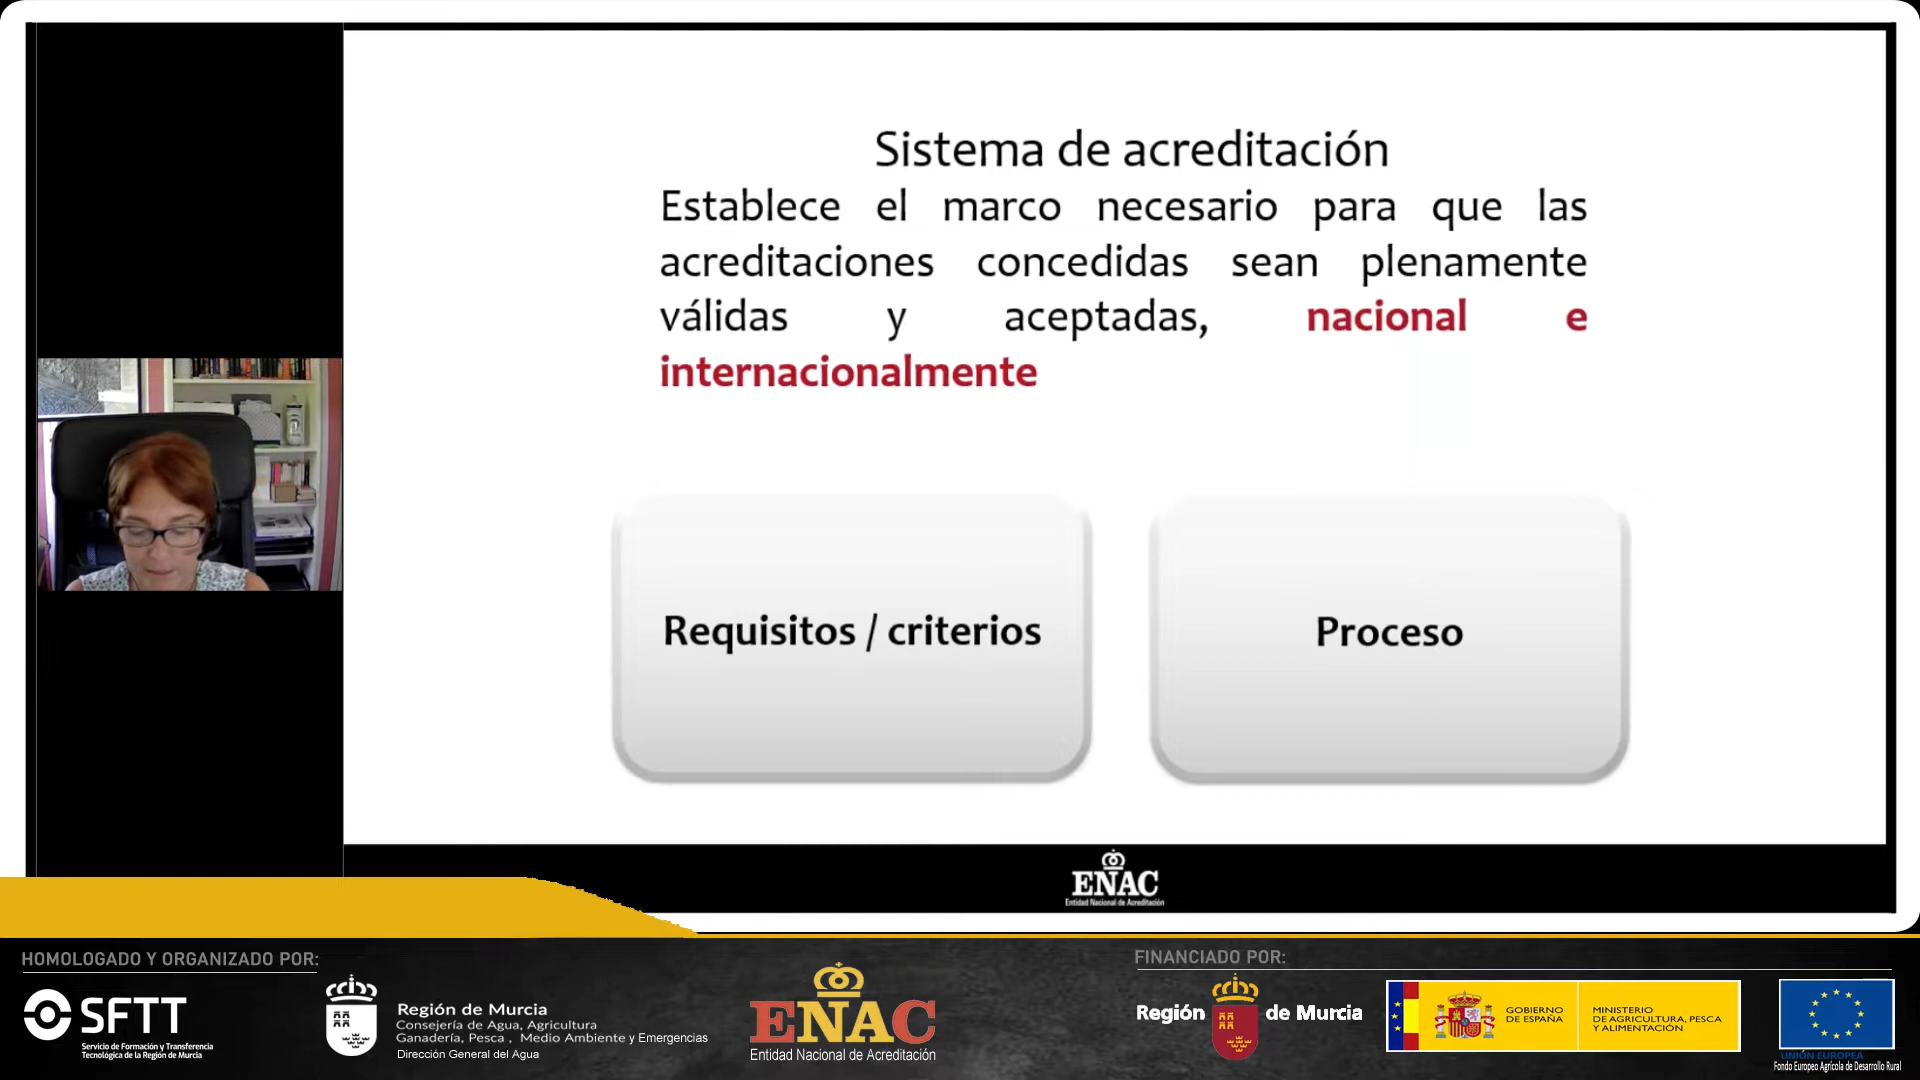 Sistema de acreditación
Establece el marco necesario para que las
acreditaciones concedidas sean plenamente
válidas y aceptadas, nacional e
internacionalmente
Requisitos / criterios
Proceso
ENAC
Entidad Nacional de Acreditación
HOMOLOGADO Y ORGANIZADO POR:
SFTT
Servicio de Formación y Transferencia
Tecnológica de la Región de Murcia
Región de Murcia
Consejería de Agua, Agricultura
Ganadería, Pesca , Medio Ambiente y Emergencias
Dirección General del Agua
ENAC
Entidad Nacional de Acreditación
FINANCIADO POR:
Región de Murcia
GOBIERNO
DE ESPAÑA
MINISTERIO
DE AGRICULTURA, PESCA
Y ALIMENTACIÓN
UNIÓN EUROPEA
Fondo Europeo Agrícola de Desarrollo Rural